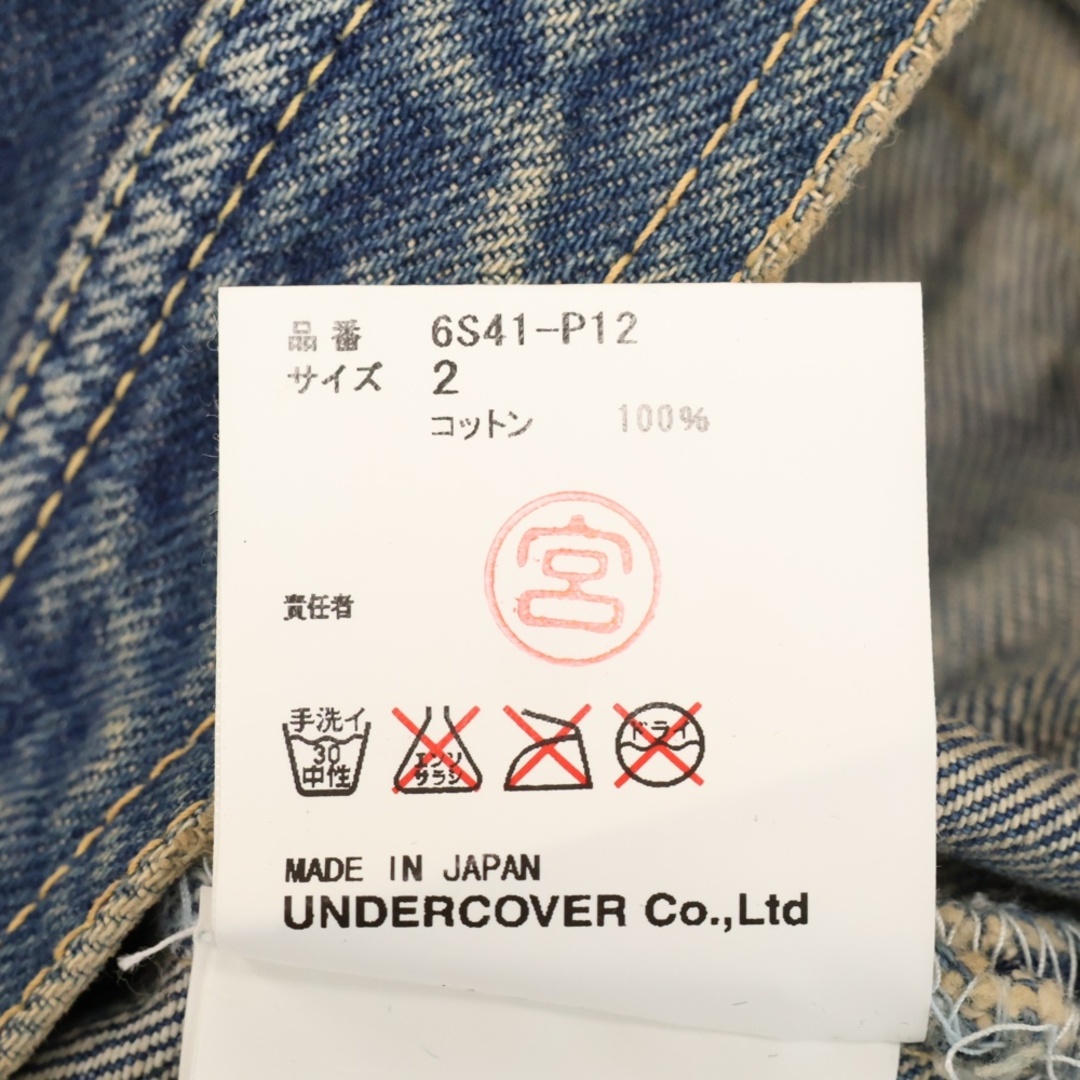 品番 6S41-P12
サイズ 2
コットン 100%
宮
責任者
手洗イ
30
中性
エンソ
サラシ
ドライ
MADE IN JAPAN
UNDERCOVER Co.,Ltd